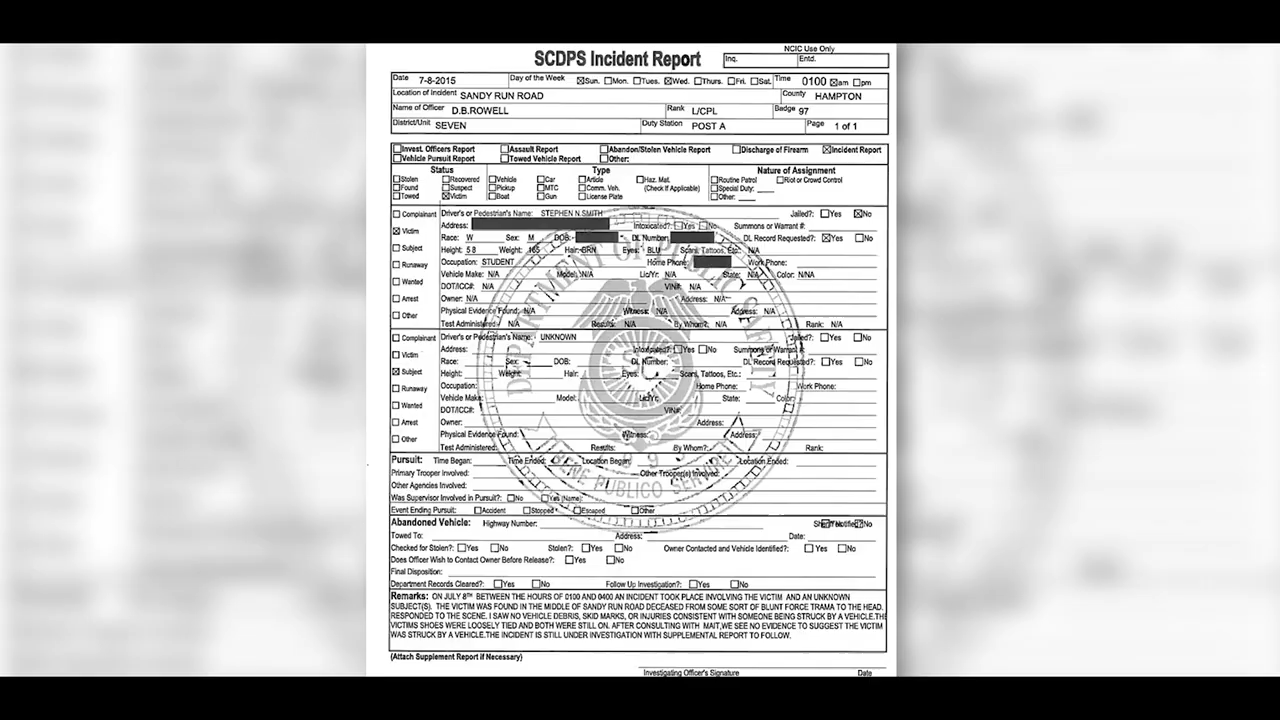 NCIC Use Only
SCDPS Incident Report Inq. Entd.
Date 7-8-2015 Day of the Week ☒Sun. ☐Mon. ☐Tues. ☒Wed. ☐Thurs. ☐Fri. ☐Sat. Time 0100 ☒am ☐pm
Location of Incident SANDY RUN ROAD County HAMPTON
Name of Officer D.B.ROWELL Rank L/CPL Badge 97
District/Unit SEVEN Duty Station POST A Page 1 of 1
☐Invest. Officers Report ☐Assault Report ☐Abandon/Stolen Vehicle Report ☐Discharge of Firearm ☒Incident Report
☐Vehicle Pursuit Report ☐Towed Vehicle Report ☐Other:
Status Type Nature of Assignment
☐Stolen ☐Recovered ☐Vehicle ☐Car ☐Article ☐Haz. Mat. ☐Routine Patrol ☐Riot or Crowd Control
☐Found ☐Suspect ☐Pickup ☐MTC ☐Comm. Veh. (Check If Applicable) ☐Special Duty:
☐Towed ☒Victim ☐Boat ☐Gun ☐License Plate ☐Other:
☐ Complainant Driver's or Pedestrian's Name: STEPHEN N.SMITH Jailed?: ☐Yes ☒No
Address: Intoxicated?: ☐Yes ☐No Summons or Warrant #:
☒ Victim Race: W Sex: M DOB: DL Number: DL Record Requested?: ☒Yes ☐No
☐ Subject Height: 5 8 Weight: 165 Hair: BRN Eyes: BLU Scars, Tattoos, Etc.: N/A
☐ Runaway Occupation: STUDENT Home Phone: Work Phone:
Vehicle Make: N/A Model: N/A Lic/Yr.: N/A State: N/A Color: N/NA
☐ Wanted DOT/ICC#: N/A VIN#: N/A
☐ Arrest Owner: N/A Address: N/A
☐ Other Physical Evidence Found: N/A Witness: N/A Address: N/A
Test Administered: N/A Results: N/A By Whom?: N/A Rank: N/A
☐ Complainant Driver's or Pedestrian's Name: UNKNOWN Jailed?: ☐Yes ☐No
☐ Victim Address: Intoxicated?: ☐Yes ☐No Summons or Warrant
Race: Sex: DOB: DL Number: DL Record Requested?: ☐Yes ☐No
☒ Subject Height: Weight: Hair: Eyes: Scars, Tattoos, Etc.:
☐ Runaway Occupation: Home Phone: Work Phone:
Vehicle Make: Model: Lic/Yr. State: Color:
☐ Wanted DOT/ICC#: VIN#:
☐ Arrest Owner: Address:
☐ Other Physical Evidence Found: Witness: Address:
Test Administered: Results: By Whom?: Rank:
Pursuit: Time Began: Time Ended: Location Began: Location Ended:
Primary Trooper Involved: Other Trooper(s) Involved:
Other Agencies Involved:
Was Supervisor Involved in Pursuit?: ☐No ☐Yes (Name):
Event Ending Pursuit: ☐Accident ☐Stopped ☐Escaped ☐Other
Abandoned Vehicle: Highway Number: ☒No
Towed To: Address: Date:
Checked for Stolen?: ☐Yes ☐No Stolen?: ☐Yes ☐No Owner Contacted and Vehicle Identified?: ☐Yes ☐No
Does Officer Wish to Contact Owner Before Release?: ☐Yes ☐No
Final Disposition:
Department Records Cleared?: ☐Yes ☐No Follow Up Investigation?: ☐Yes ☐No
Remarks: ON JULY 8TH BETWEEN THE HOURS OF 0100 AND 0400 AN INCIDENT TOOK PLACE INVOLVING THE VICTIM AND AN UNKNOWN
SUBJECT(S). THE VICTIM WAS FOUND IN THE MIDDLE OF SANDY RUN ROAD DECEASED FROM SOME SORT OF BLUNT FORCE TRAMA TO THE HEAD.
RESPONDED TO THE SCENE. I SAW NO VEHICLE DEBRIS, SKID MARKS, OR INJURIES CONSISTENT WITH SOMEONE BEING STRUCK BY A VEHICLE.THE
VICTIMS SHOES WERE LOOSELY TIED AND BOTH WERE STILL ON. AFTER CONSULTING WITH MAIT,WE SEE NO EVIDENCE TO SUGGEST THE VICTIM
WAS STRUCK BY A VEHICLE.THE INCIDENT IS STILL UNDER INVESTIGATION WITH SUPPLEMENTAL REPORT TO FOLLOW.
(Attach Supplement Report if Necessary)
Investigating Officer's Signature Date
DEPARTMENT OF PUBLIC SAFETY